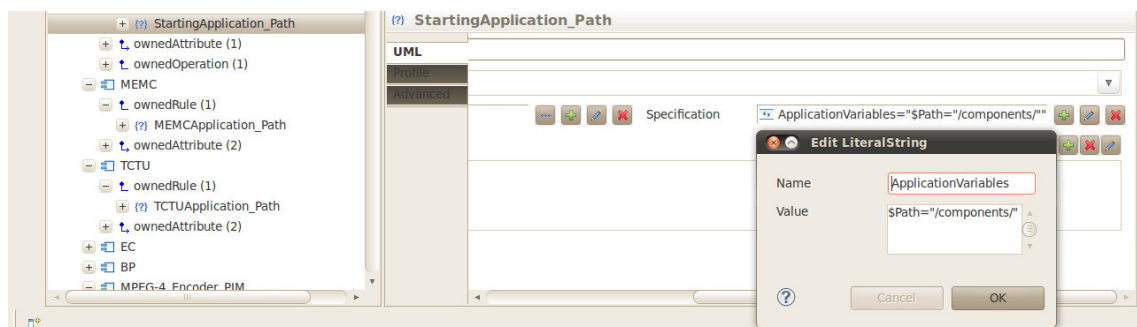 {?} StartingApplication_Path
ownedAttribute (1)
ownedOperation (1)
MEMC
ownedRule (1)
{?} MEMCApplication_Path
ownedAttribute (2)
TCTU
ownedRule (1)
{?} TCTUApplication_Path
ownedAttribute (2)
EC
BP
MPEG-4_Encoder_PIM
{?} StartingApplication_Path
UML
Profile
Advanced
Specification
ApplicationVariables="$Path="/components/""
Edit LiteralString
Name
ApplicationVariables
Value
$Path="/components/"
?
Cancel
OK